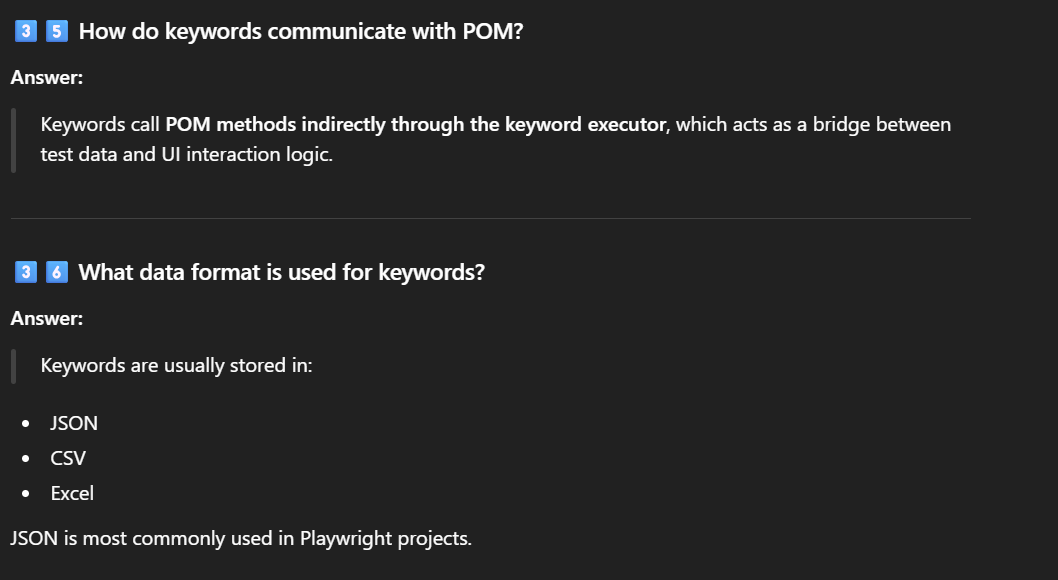 3️⃣ 5️⃣ How do keywords communicate with POM?
Answer:
Keywords call POM methods indirectly through the keyword executor, which acts as a bridge between
test data and UI interaction logic.
3️⃣ 6️⃣ What data format is used for keywords?
Answer:
Keywords are usually stored in:
• JSON
• CSV
• Excel
JSON is most commonly used in Playwright projects.